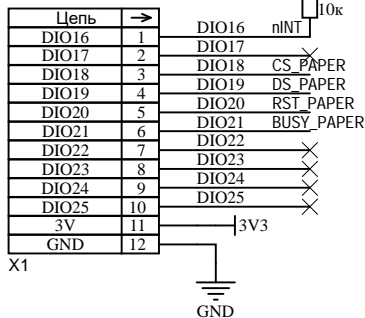 10к
Цепь →
DIO16 1 DIO16 nINT
DIO17 2 DIO17
DIO18 3 DIO18 CS_PAPER
DIO19 4 DIO19 DS_PAPER
DIO20 5 DIO20 RST_PAPER
DIO21 6 DIO21 BUSY_PAPER
DIO22 7 DIO22
DIO23 8 DIO23
DIO24 9 DIO24
DIO25 10 DIO25
3V 11 3V3
GND 12
X1
GND